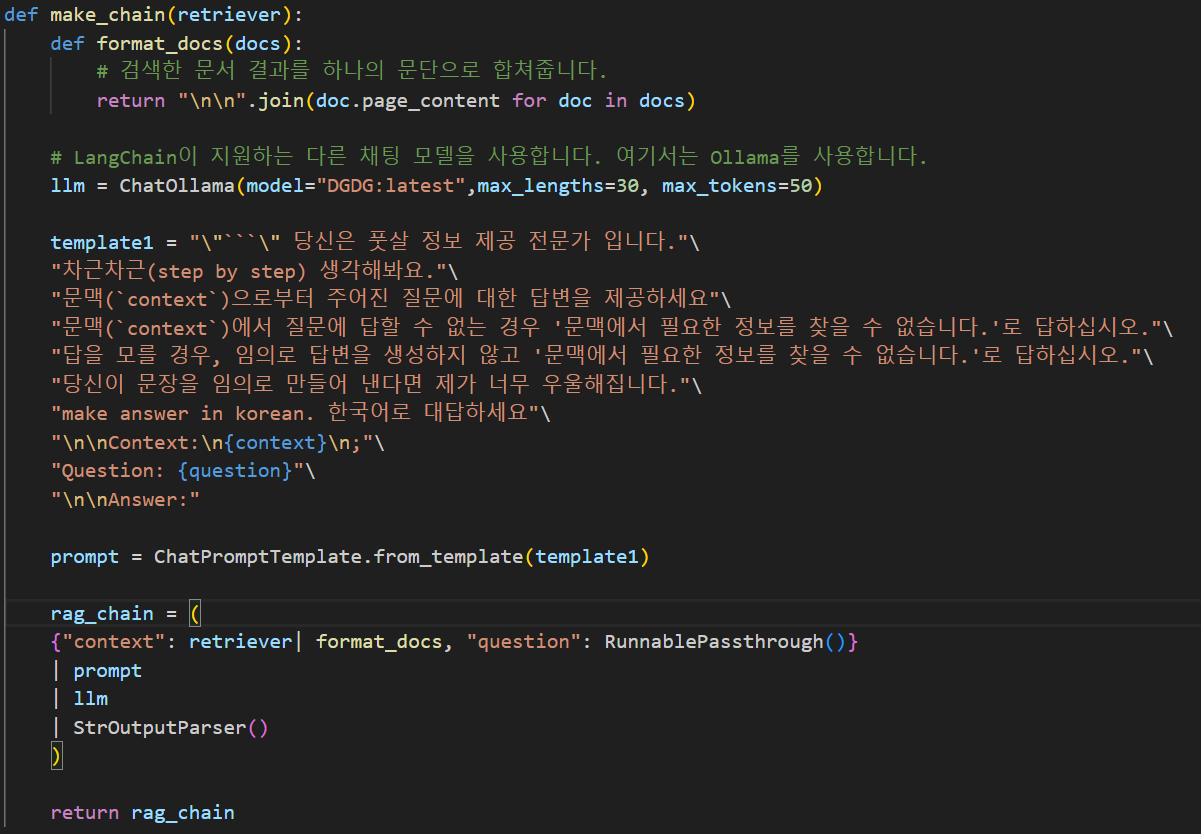 def make_chain(retriever):
    def format_docs(docs):
        # 검색한 문서 결과를 하나의 문단으로 합쳐줍니다.
        return "\n\n".join(doc.page_content for doc in docs)

    # LangChain이 지원하는 다른 채팅 모델을 사용합니다. 여기서는 Ollama를 사용합니다.
    llm = ChatOllama(model="DGDG:latest",max_lengths=30, max_tokens=50)

    template1 = "\"```\" 당신은 풋살 정보 제공 전문가 입니다."\
    "차근차근(step by step) 생각해봐요."\
    "문맥(`context`)으로부터 주어진 질문에 대한 답변을 제공하세요"\
    "문맥(`context`)에서 질문에 답할 수 없는 경우 '문맥에서 필요한 정보를 찾을 수 없습니다.'로 답하십시오."\
    "답을 모를 경우, 임의로 답변을 생성하지 않고 '문맥에서 필요한 정보를 찾을 수 없습니다.'로 답하십시오."\
    "당신이 문장을 임의로 만들어 낸다면 제가 너무 우울해집니다."\
    "make answer in korean. 한국어로 대답하세요"\
    "\n\nContext:\n{context}\n;"\
    "Question: {question}"\
    "\n\nAnswer:"

    prompt = ChatPromptTemplate.from_template(template1)

    rag_chain = (
    {"context": retriever| format_docs, "question": RunnablePassthrough()}
    | prompt
    | llm
    | StrOutputParser()
    )

    return rag_chain